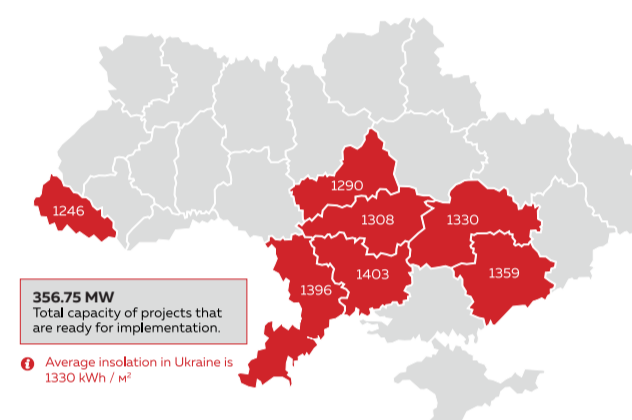 1290
1246
1308
1330
1403
1359
1396
356.75 MW
Total capacity of projects that
are ready for implementation.
i Average insolation in Ukraine is
1330 kWh / м²